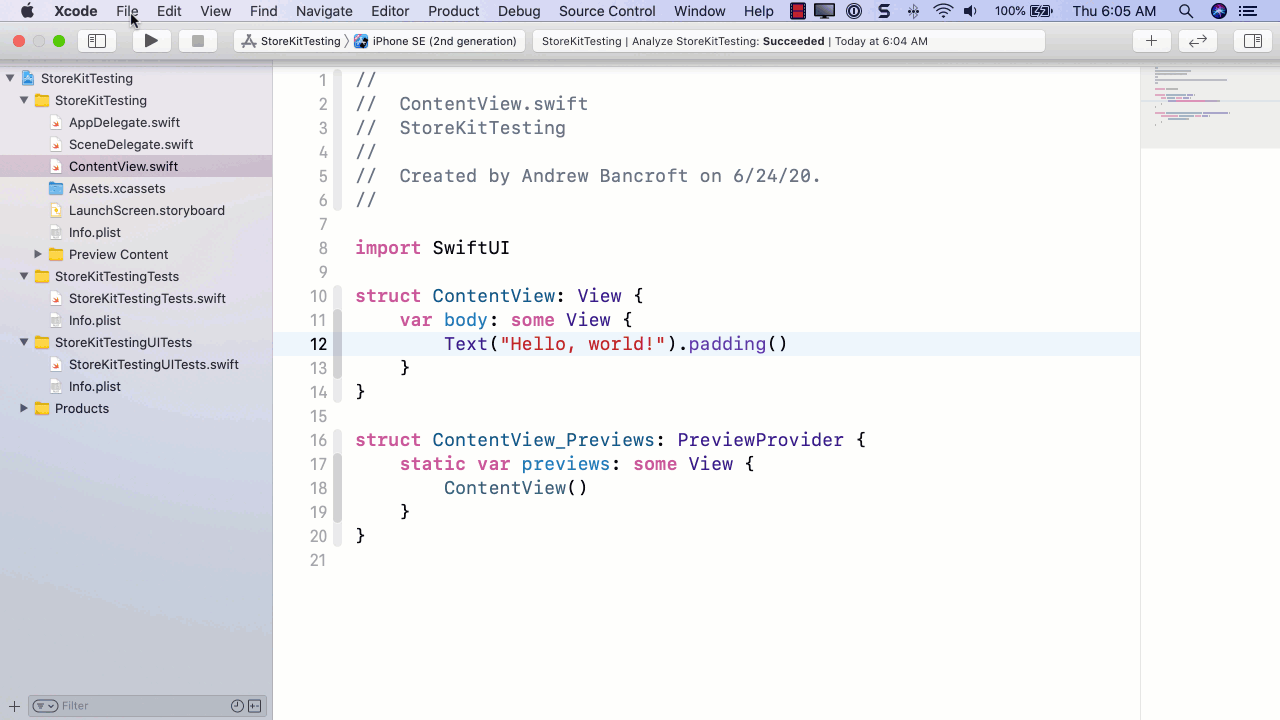 Xcode File Edit View Find Navigate Editor Product Debug Source Control Window Help 100% Thu 6:05 AM
StoreKitTesting iPhone SE (2nd generation) StoreKitTesting | Analyze StoreKitTesting: Succeeded | Today at 6:04 AM
StoreKitTesting
StoreKitTesting
AppDelegate.swift
SceneDelegate.swift
ContentView.swift
Assets.xcassets
LaunchScreen.storyboard
Info.plist
Preview Content
StoreKitTestingTests
StoreKitTestingTests.swift
Info.plist
StoreKitTestingUITests
StoreKitTestingUITests.swift
Info.plist
Products
Filter
1 //
2 //  ContentView.swift
3 //  StoreKitTesting
4 //
5 //  Created by Andrew Bancroft on 6/24/20.
6 //
7
8 import SwiftUI
9
10 struct ContentView: View {
11     var body: some View {
12         Text("Hello, world!").padding()
13     }
14 }
15
16 struct ContentView_Previews: PreviewProvider {
17     static var previews: some View {
18         ContentView()
19     }
20 }
21